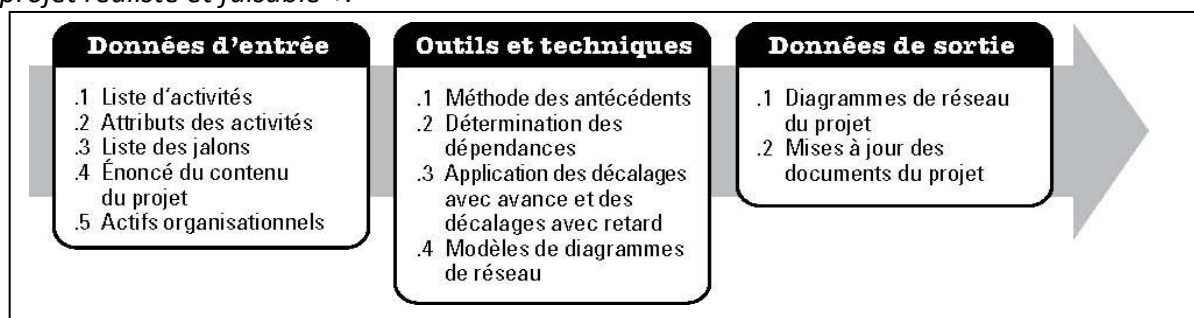 projet réaliste et faisable ».
Données d'entrée
.1 Liste d'activités
.2 Attributs des activités
.3 Liste des jalons
.4 Énoncé du contenu
du projet
.5 Actifs organisationnels
Outils et techniques
.1 Méthode des antécédents
.2 Détermination des
dépendances
.3 Application des décalages
avec avance et des
décalages avec retard
.4 Modèles de diagrammes
de réseau
Données de sortie
.1 Diagrammes de réseau
du projet
.2 Mises à jour des
documents du projet